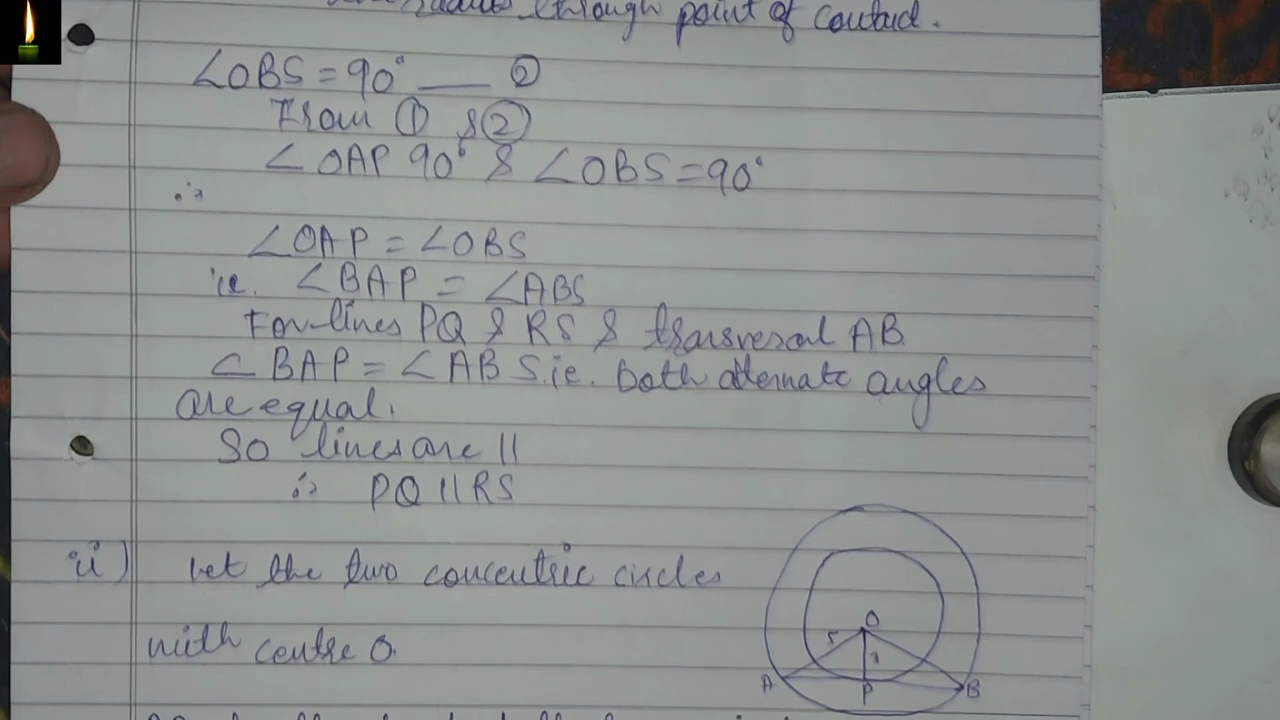 through point of contact.
∠OBS = 90° ___ ②
From ① & ②
∠OAP 90° & ∠OBS = 90°
∴
∠OAP = ∠OBS
ie. ∠BAP = ∠ABS
For lines PQ & RS & transversal AB
∠BAP = ∠ABS i.e. both alternate angles
are equal.
So lines are ||
∴ PQ || RS
ii) Let the two concentric circles
with centre O.
O
5
A
P
B